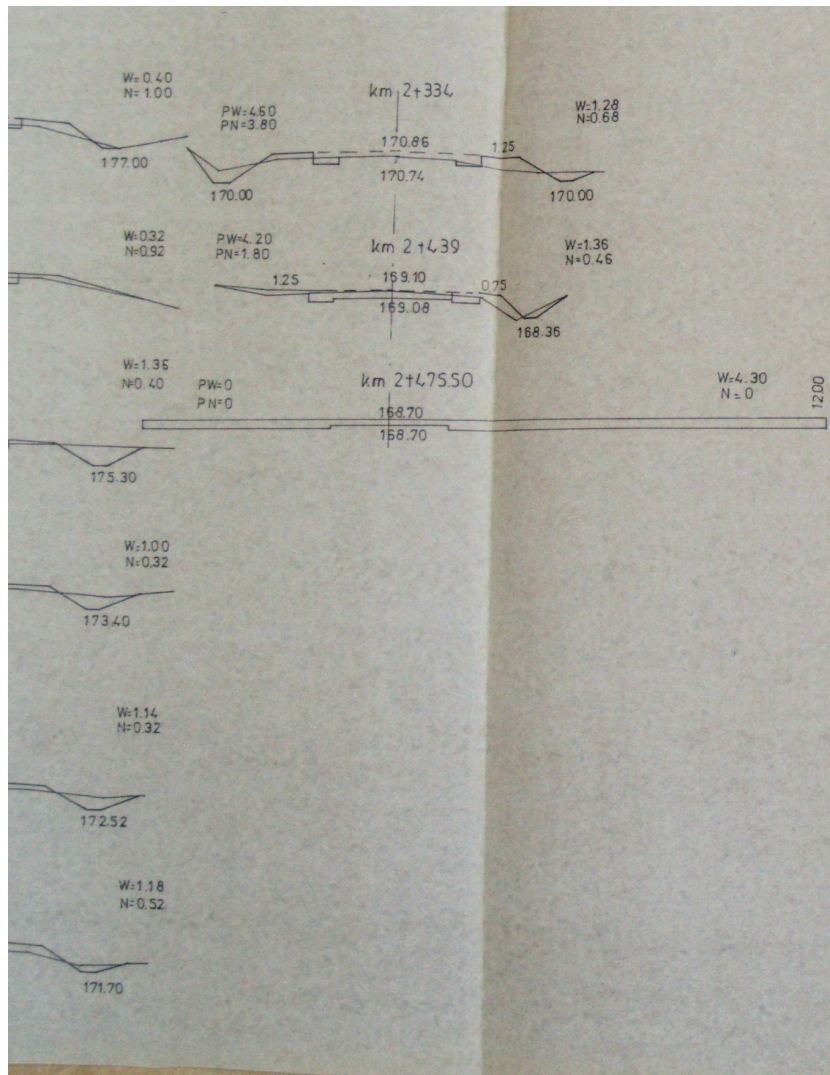 W=0.40
N=1.00
177.00
PW=4.60
PN=3.80
km 2+334
170.86
170.74
1.25
W=1.28
N=0.68
170.00
170.00
W=0.32
N=0.92
PW=4.20
PN=1.80
km 2+439
W=1.36
N=0.46
1.25
169.10
169.08
0.75
168.36
W=1.36
N=0.40
PW=0
PN=0
km 2+475.50
168.70
168.70
W=4.30
N=0
12.00
175.30
W=1.00
N=0.32
173.40
W=1.14
N=0.32
172.52
W=1.18
N=0.52
171.70